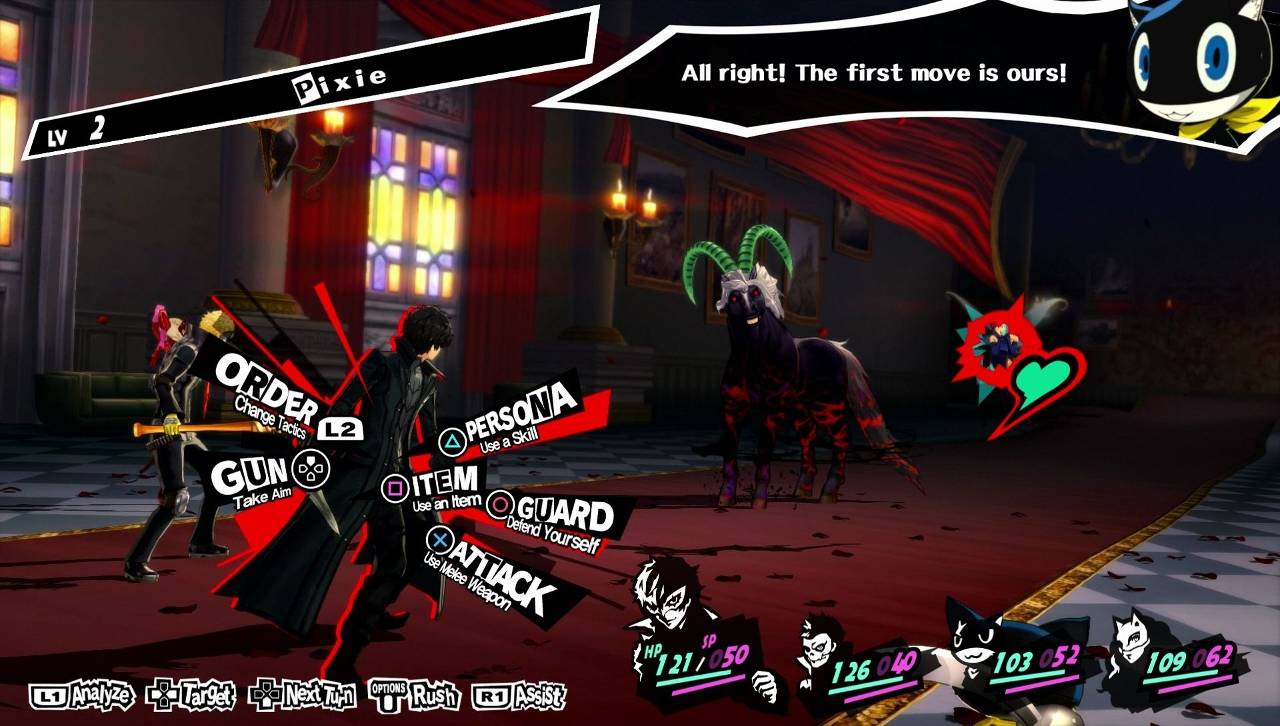 Pixie
LV 2
All right! The first move is ours!
ORDER
Change Tactics
L2
GUN
Take Aim
PERSONA
Use a Skill
ITEM
Use an Item
GUARD
Defend Yourself
ATTACK
Use Melee Weapon
HP 121 / SP 050
126 040
103 052
109 062
L1 Analyze Target Next Turn OPTIONS Rush R1 Assist